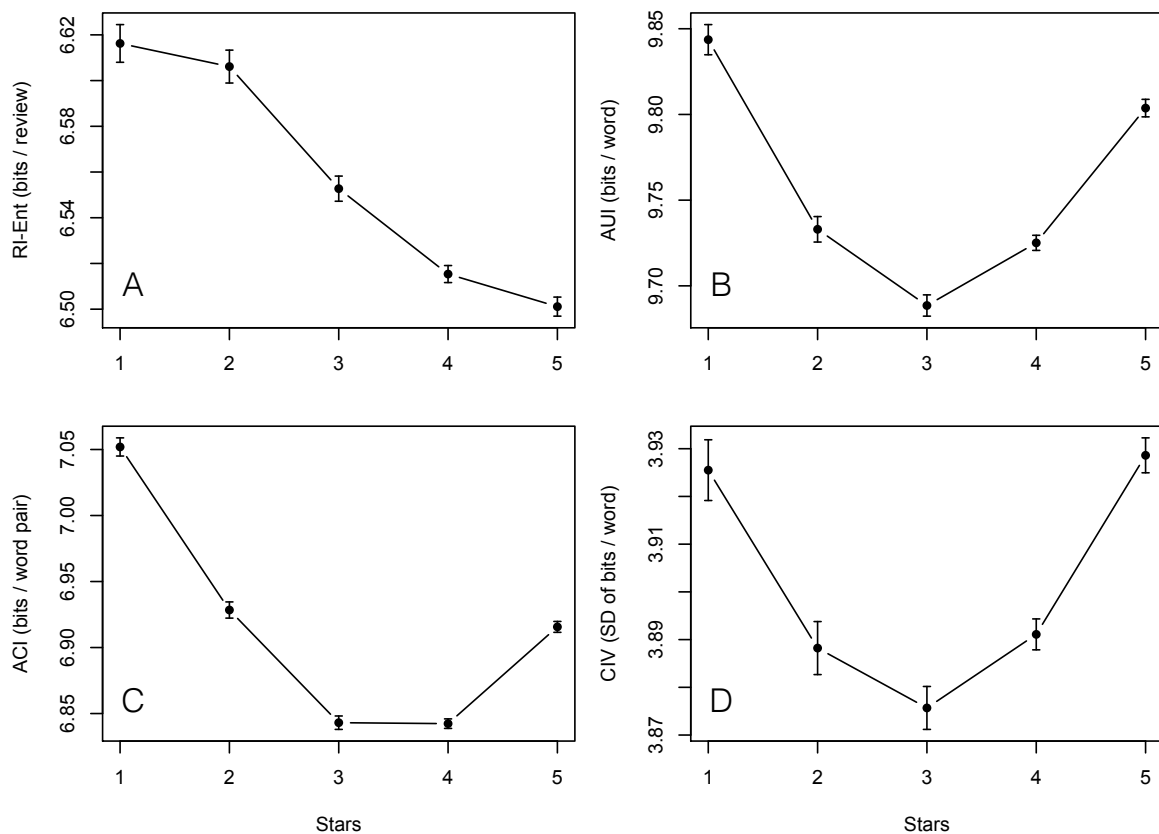 RI-Ent (bits / review)
6.62
6.58
6.54
6.50
A
1 2 3 4 5
AUI (bits / word)
9.85
9.80
9.75
9.70
B
1 2 3 4 5
ACI (bits / word pair)
7.05
7.00
6.95
6.90
6.85
C
1 2 3 4 5
Stars
CIV (SD of bits / word)
3.93
3.91
3.89
3.87
D
1 2 3 4 5
Stars